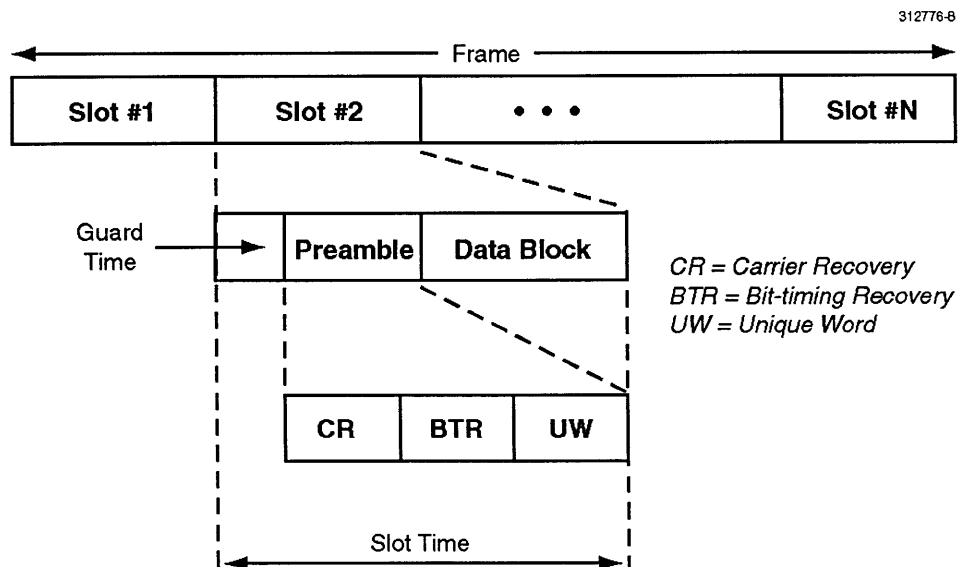 312776-8
Frame
Slot #1 Slot #2 • • • Slot #N
Guard
Time
Preamble Data Block
CR = Carrier Recovery
BTR = Bit-timing Recovery
UW = Unique Word
CR BTR UW
Slot Time